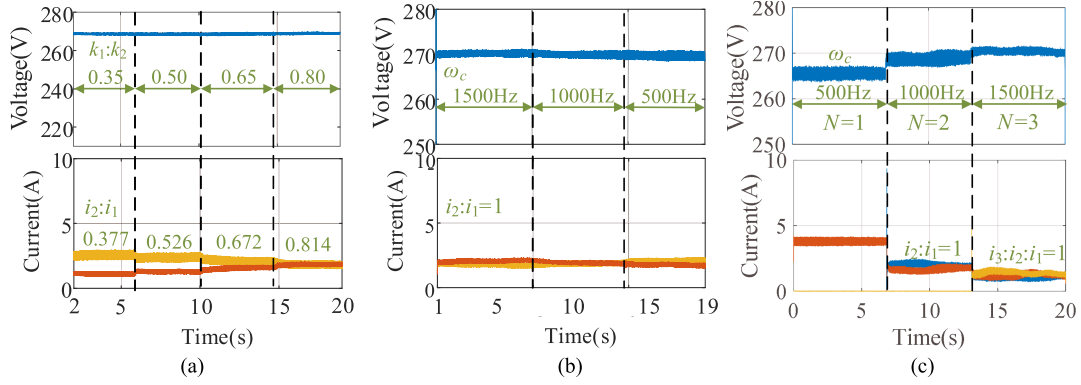 Voltage(V)
280
260
240
220
k₁:k₂
0.35 0.50 0.65 0.80
Current(A)
10
5
0
i₂:i₁
0.377 0.526 0.672 0.814
2 5 10 15 20
Time(s)
(a)
Voltage(V)
280
270
260
250
ω_c
1500Hz 1000Hz 500Hz
Current(A)
10
5
0
i₂:i₁=1
1 5 10 15 19
Time(s)
(b)
Voltage(V)
280
270
260
250
ω_c
500Hz 1000Hz 1500Hz
N=1 N=2 N=3
Current(A)
10
5
0
i₂:i₁=1 i₃:i₂:i₁=1
0 5 10 15 20
Time(s)
(c)